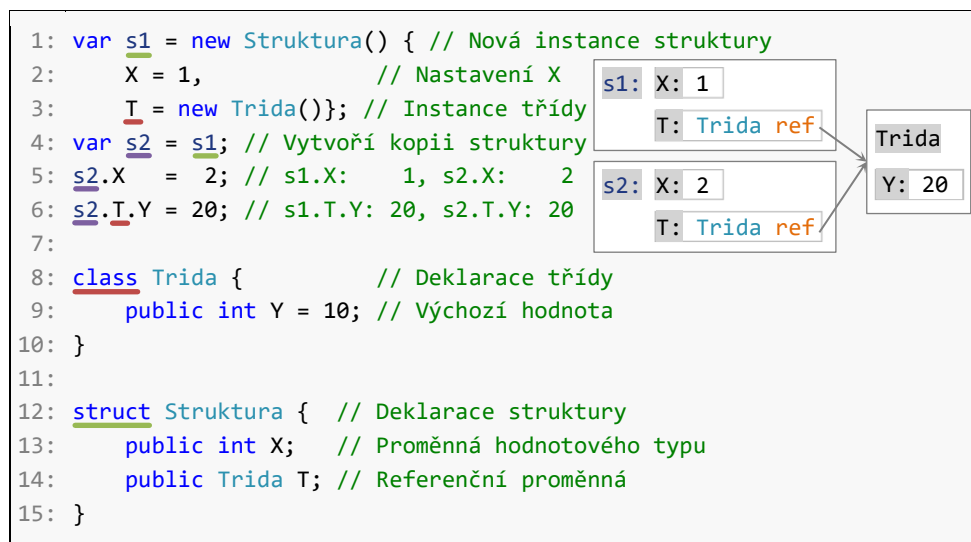 1: var s1 = new Struktura() { // Nová instance struktury
2:     X = 1,             // Nastavení X
3:     T = new Trida()}; // Instance třídy
4: var s2 = s1; // Vytvoří kopii struktury
5: s2.X   =  2; // s1.X:    1, s2.X:    2
6: s2.T.Y = 20; // s1.T.Y: 20, s2.T.Y: 20
7:
8: class Trida {          // Deklarace třídy
9:     public int Y = 10; // Výchozí hodnota
10: }
11:
12: struct Struktura {  // Deklarace struktury
13:     public int X;   // Proměnná hodnotového typu
14:     public Trida T; // Referenční proměnná
15: }
s1: X: 1
T: Trida ref
s2: X: 2
T: Trida ref
Trida
Y: 20